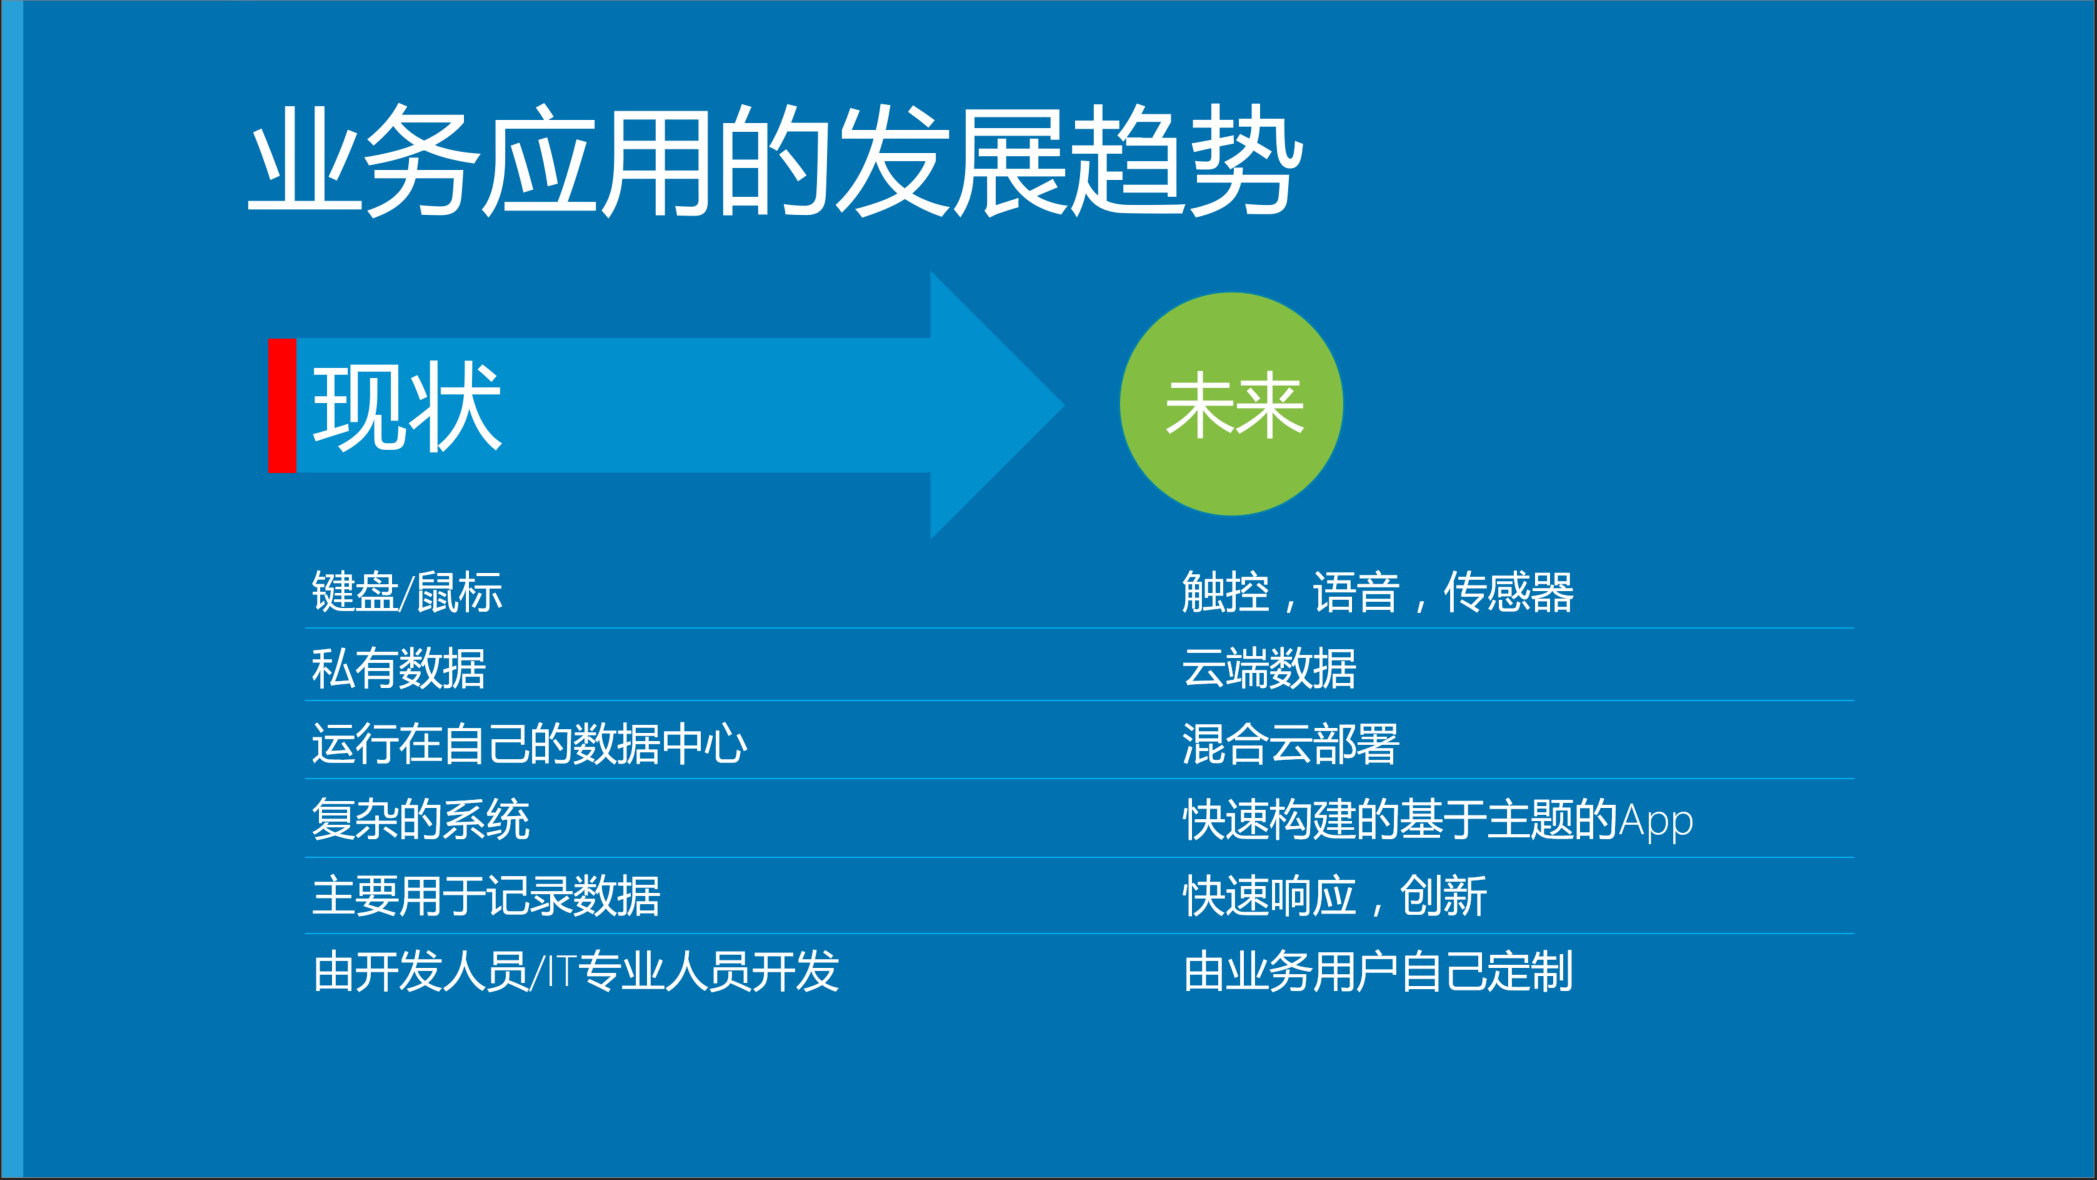 业务应用的发展趋势
现状
未来
键盘/鼠标
触控，语音，传感器
私有数据
云端数据
运行在自己的数据中心
混合云部署
复杂的系统
快速构建的基于主题的App
主要用于记录数据
快速响应，创新
由开发人员/IT专业人员开发
由业务用户自己定制